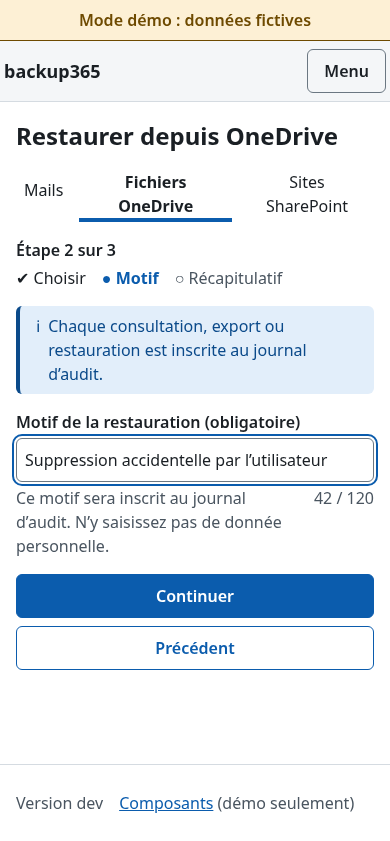 Mode démo : données fictives
backup365
Menu
Restaurer depuis OneDrive
Mails
Fichiers
OneDrive
Sites
SharePoint
Étape 2 sur 3
✔ Choisir ● Motif ○ Récapitulatif
i Chaque consultation, export ou
restauration est inscrite au journal
d’audit.
Motif de la restauration (obligatoire)
Suppression accidentelle par l’utilisateur
Ce motif sera inscrit au journal
d’audit. N’y saisissez pas de donnée
personnelle.
42 / 120
Continuer
Précédent
Version dev Composants (démo seulement)